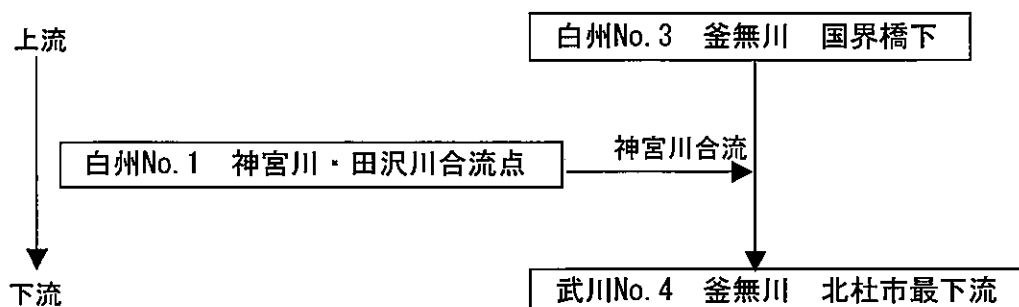 上流
白州No.3 釜無川 国界橋下
神宮川合流
白州No.1 神宮川・田沢川合流点
下流
武川No.4 釜無川 北杜市最下流